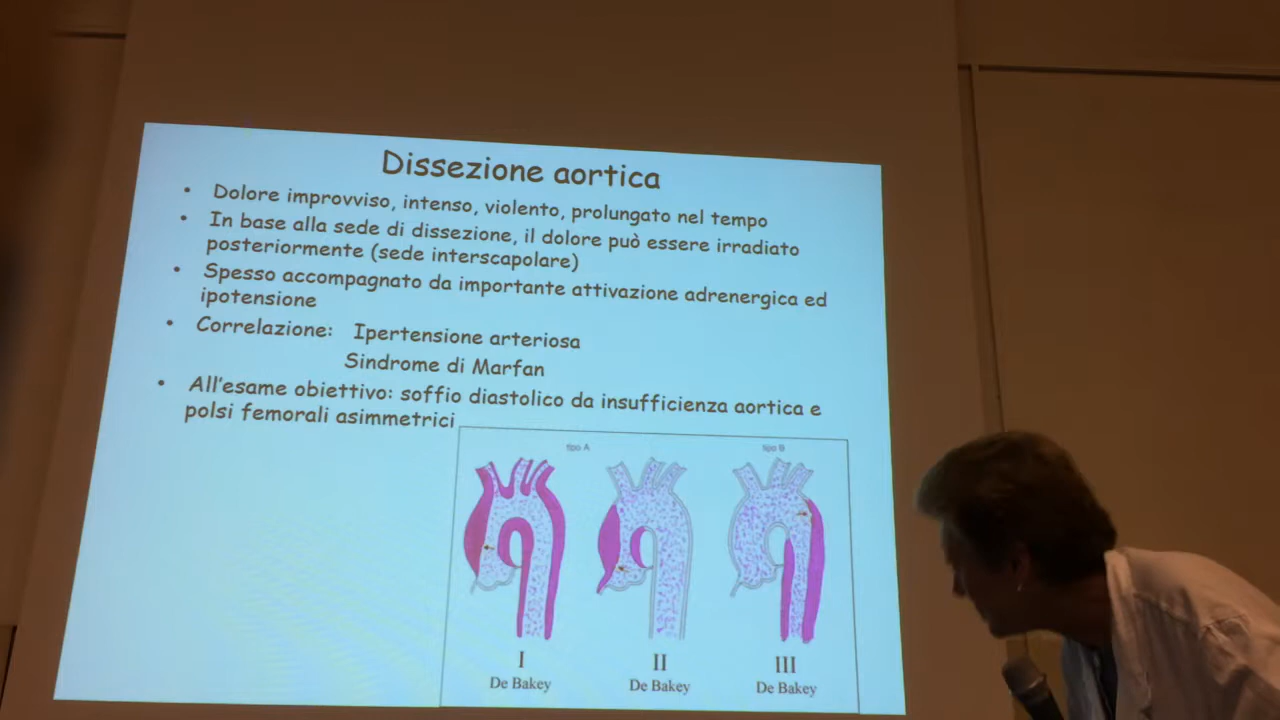 Dissezione aortica
• Dolore improvviso, intenso, violento, prolungato nel tempo
• In base alla sede di dissezione, il dolore può essere irradiato
posteriormente (sede interscapolare)
• Spesso accompagnato da importante attivazione adrenergica ed
ipotensione
• Correlazione: Ipertensione arteriosa
Sindrome di Marfan
• All'esame obiettivo: soffio diastolico da insufficienza aortica e
polsi femorali asimmetrici
tipo A tipo B
I II III
De Bakey De Bakey De Bakey